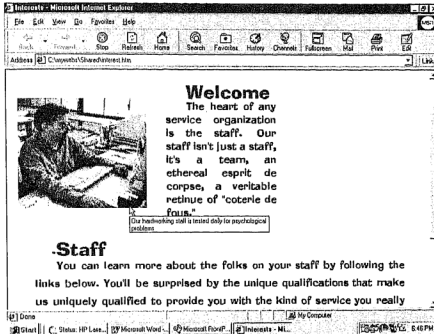 Interests - Microsoft Internet Explorer
File Edit View Go Favorites Help
Back Forward Stop Refresh Home Search Favorites History Channels Fullscreen Mail Print Edit
Address C:\mywebs\Shared\interest.htm Link
Welcome
The heart of any
service organization
is the staff. Our
staff isn't just a staff,
it's a team, an
ethereal esprit de
corpse, a veritable
retinue of "coterie de
fous."
Our hardworking staff is tested daily for psychological
problems
Staff
You can learn more about the folks on your staff by following the
links below. You'll be surprised by the unique qualifications that make
us uniquely qualified to provide you with the kind of service you really
Done My Computer
Start Status: HP Lase... Microsoft Word - Microsoft FrontP... Interests - Mi... 6:46 PM